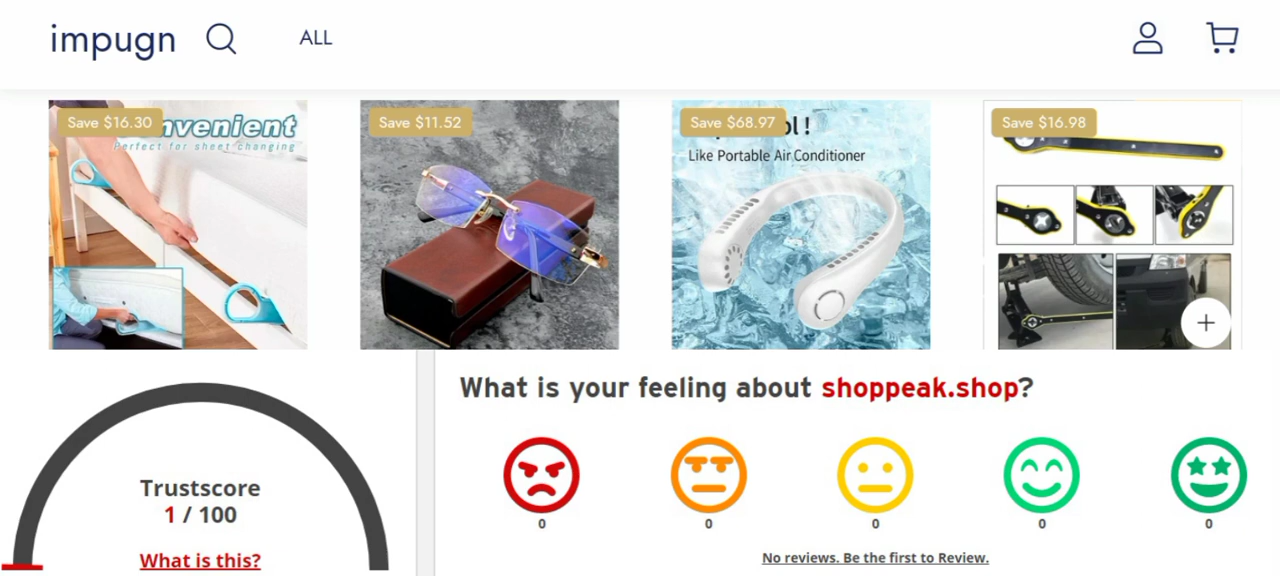 impugn
ALL
Save $16.30
Save $11.52
Save $68.97
Save $16.98
Perfect for sheet changing
Like Portable Air Conditioner
What is your feeling about shoppeak.shop?
Trustscore
1 / 100
What is this?
0
0
0
0
0
No reviews. Be the first to Review.